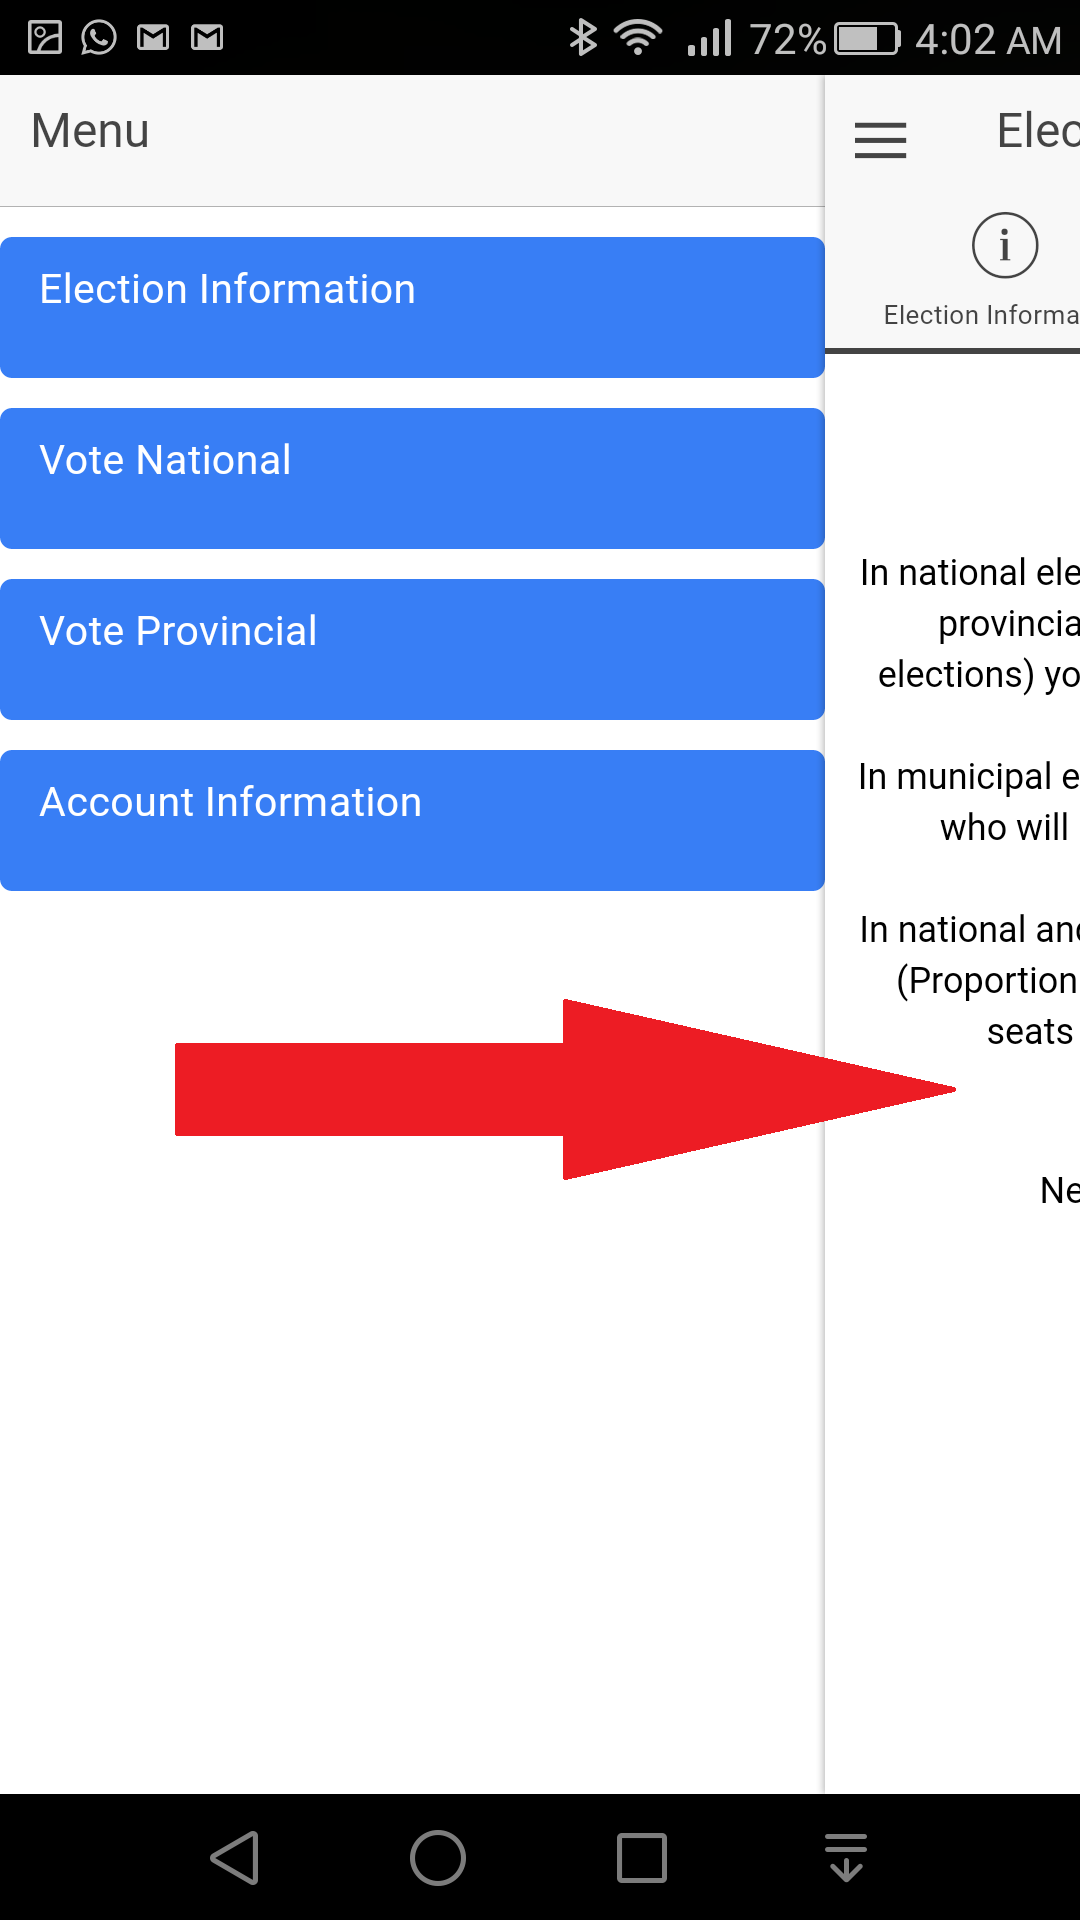 72% 4:02 AM
Menu
Election Information
Vote National
Vote Provincial
Account Information
Elec
Election Informa
In national ele
provincia
elections) yo
In municipal e
who will
In national and
(Proportion
seats
Ne